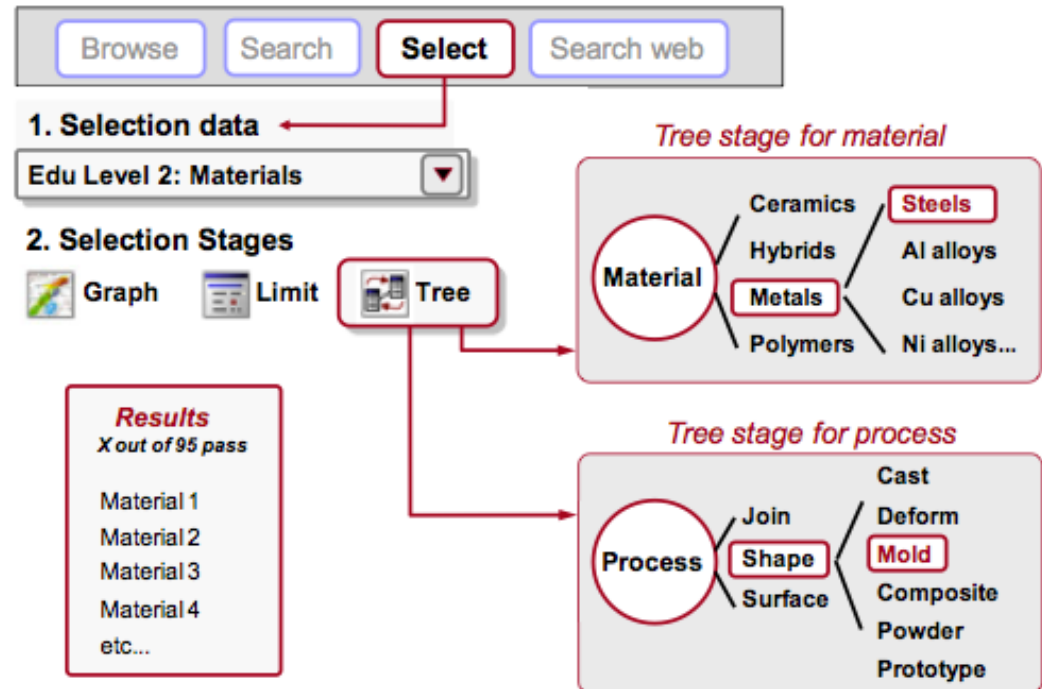 Browse Search Select Search web
1. Selection data
Edu Level 2: Materials
2. Selection Stages
Graph Limit Tree
Results
X out of 95 pass
Material 1
Material 2
Material 3
Material 4
etc...
Tree stage for material
Material
Ceramics
Hybrids
Metals
Polymers
Steels
Al alloys
Cu alloys
Ni alloys...
Tree stage for process
Process
Join
Shape
Surface
Cast
Deform
Mold
Composite
Powder
Prototype